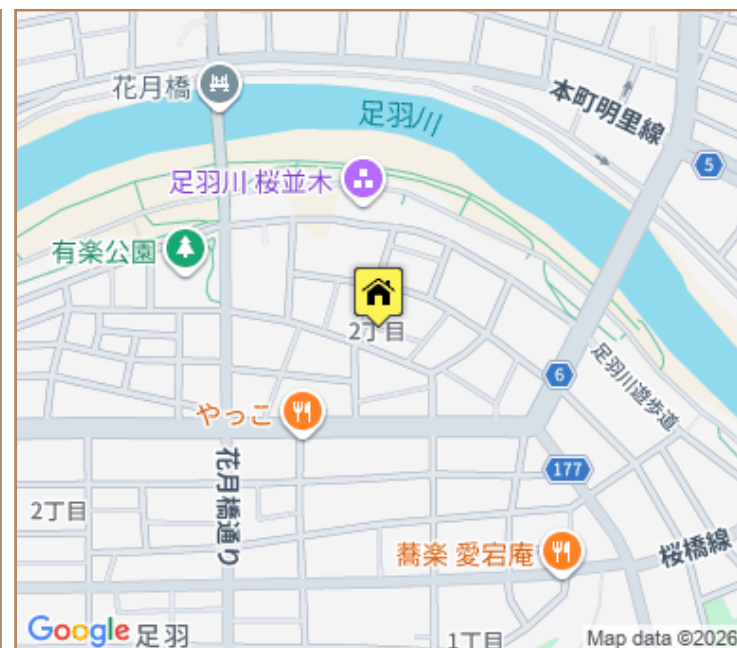 花月橋
足羽川
本町明里線
5
足羽川 桜並木
有楽公園
2丁目
6
足羽川遊歩道
やっこ
177
花月橋通り
2丁目
蕎楽 愛宕庵
桜橋線
Google
足羽
1丁目
Map data ©2026